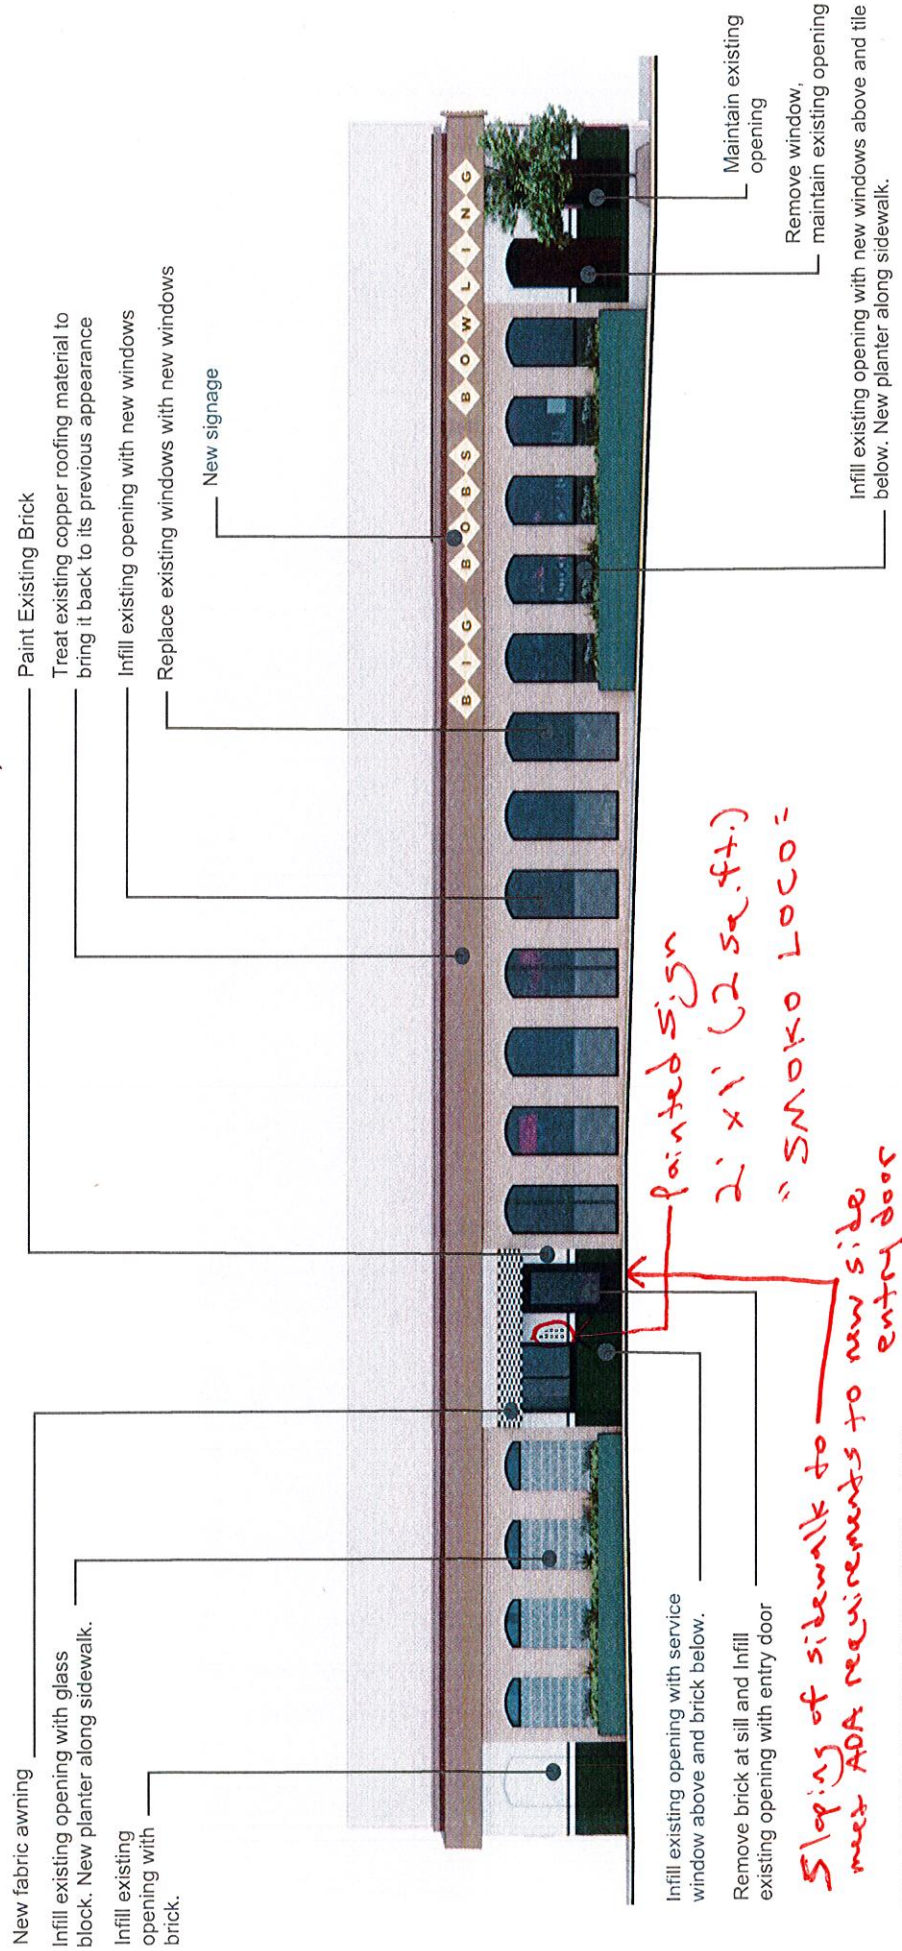 New fabric awning
Infill existing opening with glass
block. New planter along sidewalk.
Infill existing
opening with
brick.
Paint Existing Brick
Treat existing copper roofing material to
bring it back to its previous appearance
Infill existing opening with new windows
Replace existing windows with new windows
New signage
BIG BOBS BOWLING
Infill existing opening with service
window above and brick below.
Remove brick at sill and Infill
existing opening with entry door
Sloping of sidewalk to
meet ADA requirements to new side
entry door
Painted Sign
2' x 1' (2 sq. ft.)
"SMOKO LOCO"
Maintain existing
opening
Remove window,
maintain existing opening
Infill existing opening with new windows above and tile
below. New planter along sidewalk.